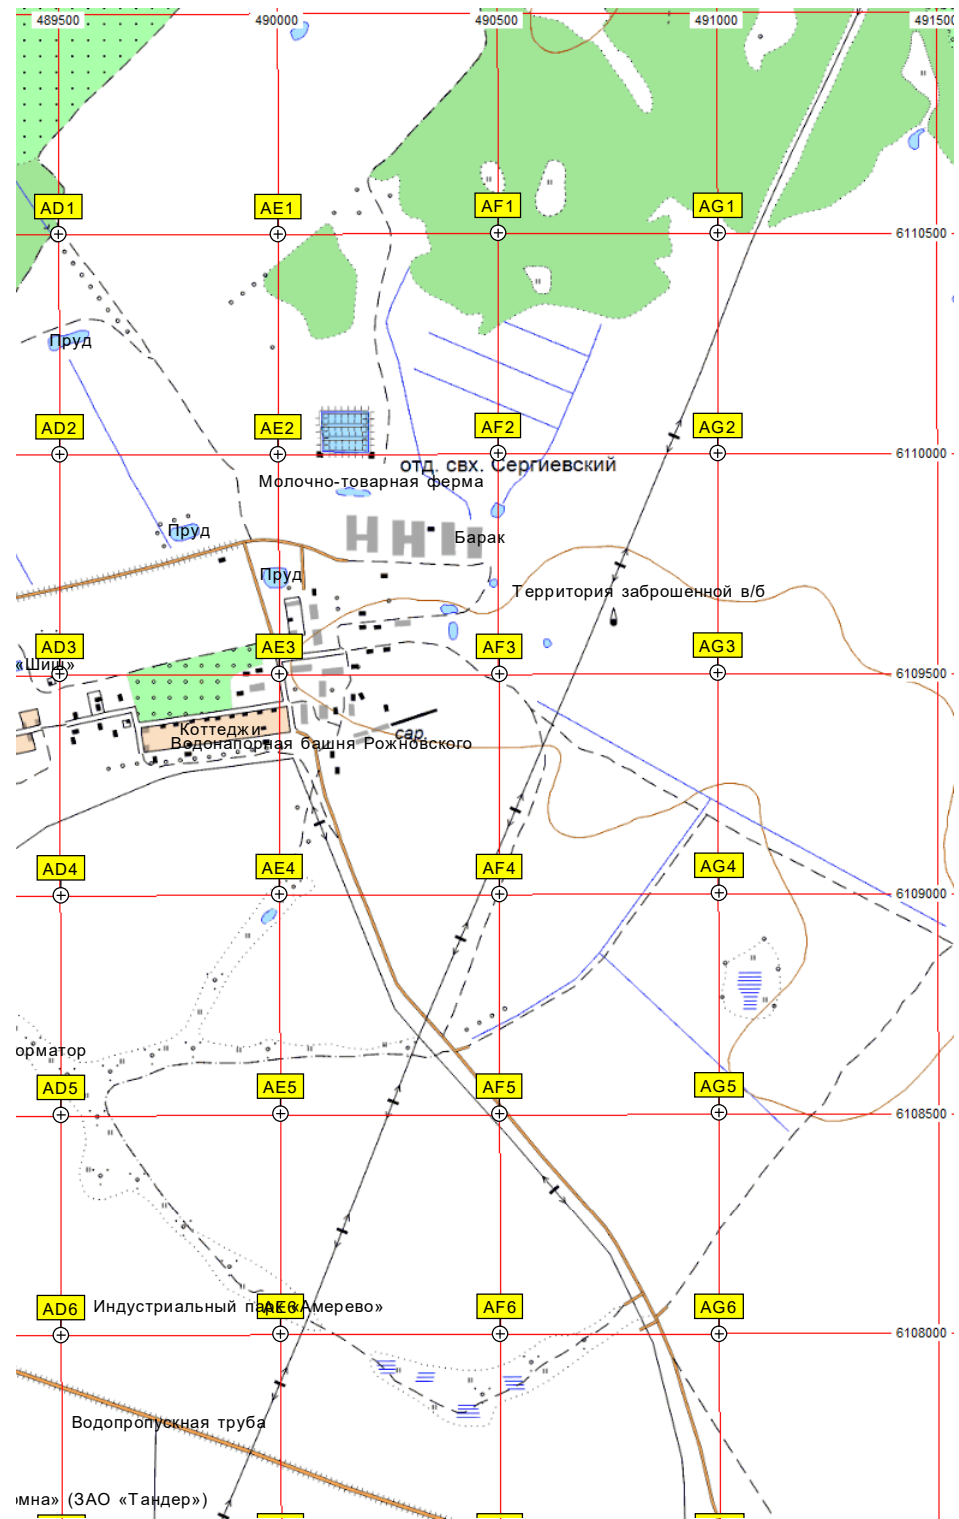 489500 490000 490500 491000 491500
AD1 AE1 AF1 AG1
6110500
Пруд
AD2 AE2 AF2 AG2
6110000
отд. свх. Сергиевский
Молочно-товарная ферма
Пруд
Барак
Пруд
Территория заброшенной в/б
AD3 AE3 AF3 AG3
«Шиш»
6109500
Коттеджи
сар.
Водонапорная башня Рожновского
AD4 AE4 AF4 AG4
6109000
орматор
AD5 AE5 AF5 AG5
6108500
AD6 AE6 AF6 AG6
Индустриальный парк «Амерево»
6108000
Водопропускная труба
омна» (ЗАО «Тандер»)